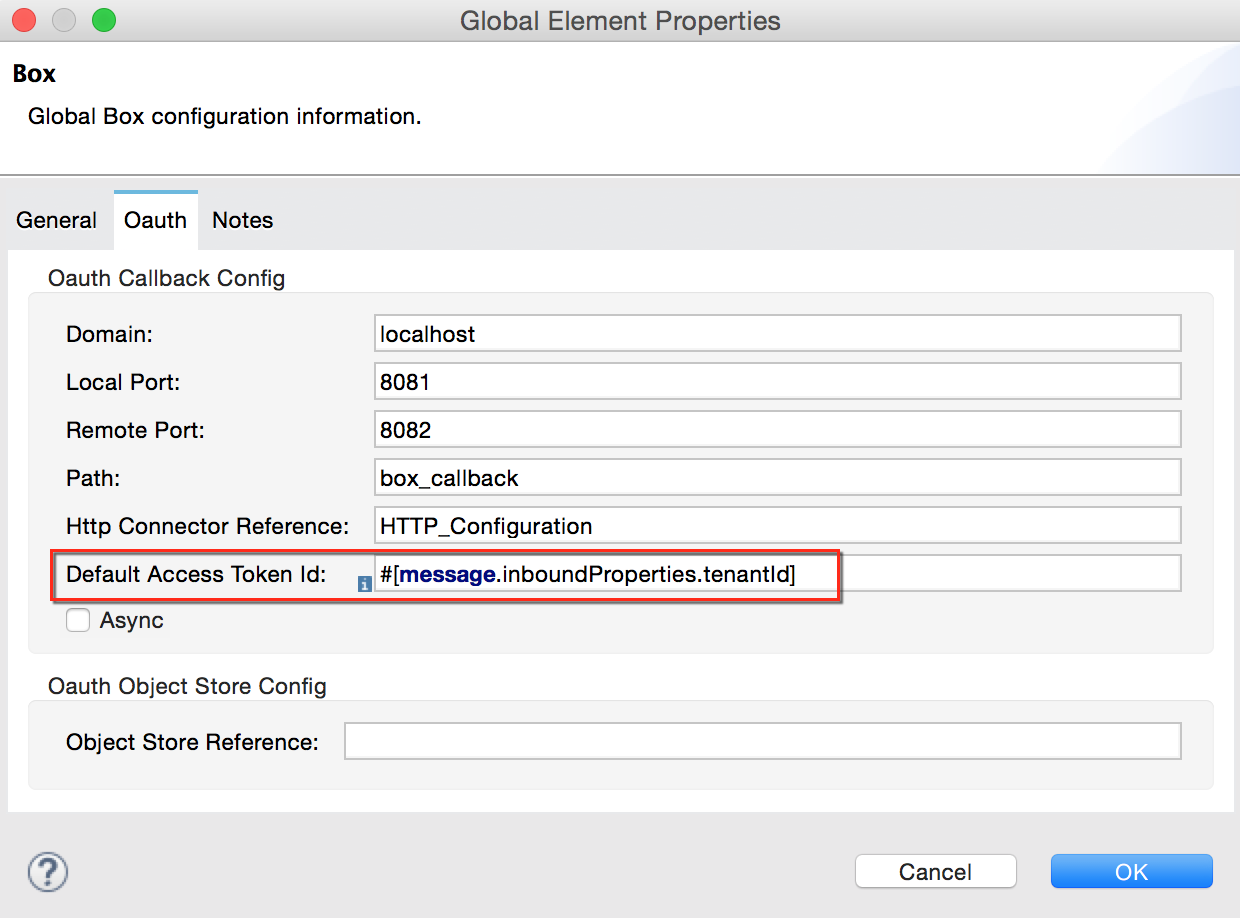 Global Element Properties
Box
Global Box configuration information.
General Oauth Notes
Oauth Callback Config
Domain: localhost
Local Port: 8081
Remote Port: 8082
Path: box_callback
Http Connector Reference: HTTP_Configuration
Default Access Token Id: i #[message.inboundProperties.tenantId]
Async
Oauth Object Store Config
Object Store Reference:
? Cancel OK